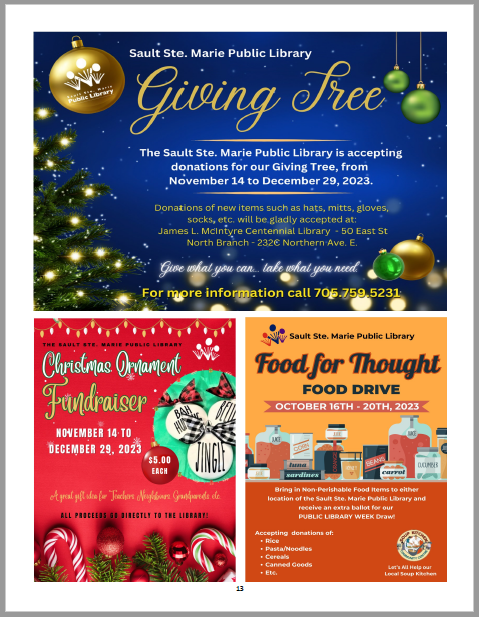 Sault Ste. Marie Public Library
Sault Ste. Marie
Public Library
Giving Tree
The Sault Ste. Marie Public Library is accepting
donations for our Giving Tree, from
November 14 to December 29, 2023.
Donations of new items such as hats, mitts, gloves,
socks, etc. will be gladly accepted at:
James L. McIntyre Centennial Library - 50 East St
North Branch - 232E Northern Ave. E.
"Give what you can... take what you need"
For more information call 705.759.5231
THE SAULT STE. MARIE PUBLIC LIBRARY
Christmas Ornament
Fundraiser
NOVEMBER 14 TO
DECEMBER 29, 2023
$5.00
EACH
BAH
HUM
JINGLE
A great gift idea for Teachers, Neighbours, Grandparents etc.
ALL PROCEEDS GO DIRECTLY TO THE LIBRARY!
Sault Ste. Marie Public Library
Food for Thought
FOOD DRIVE
OCTOBER 16TH - 20TH, 2023
JUICE
JUICE
tuna
sardines
BEANS
carrot
CUCUMBER
Bring in Non-Perishable Food Items to either
location of the Sault Ste. Marie Public Library and
receive an extra ballot for our
PUBLIC LIBRARY WEEK Draw!
Accepting donations of:
• Rice
• Pasta/Noodles
• Cereals
• Canned Goods
• Etc.
SOUP KITCHEN
Let's All Help our
Local Soup Kitchen
13